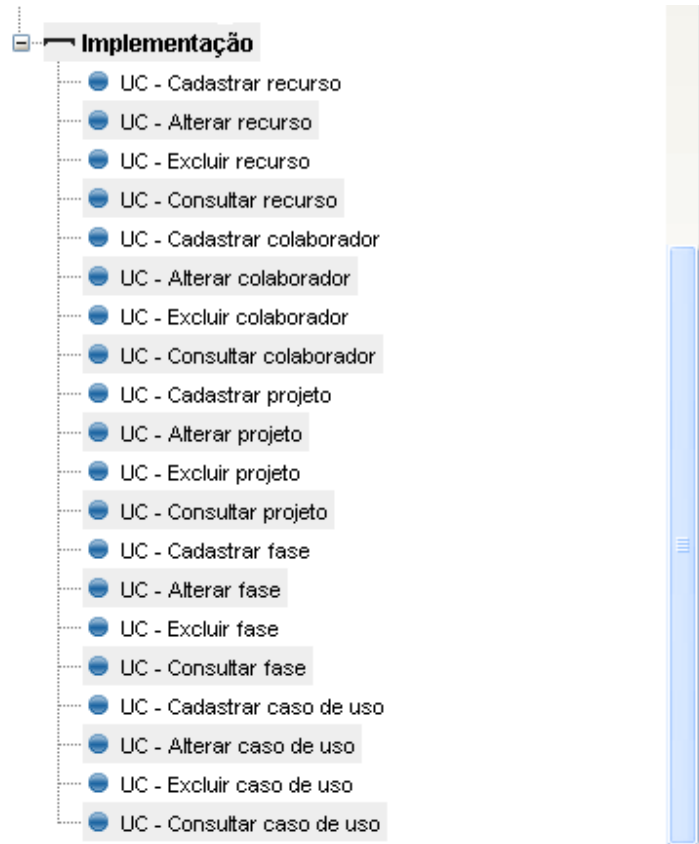 Implementação
UC - Cadastrar recurso
UC - Alterar recurso
UC - Excluir recurso
UC - Consultar recurso
UC - Cadastrar colaborador
UC - Alterar colaborador
UC - Excluir colaborador
UC - Consultar colaborador
UC - Cadastrar projeto
UC - Alterar projeto
UC - Excluir projeto
UC - Consultar projeto
UC - Cadastrar fase
UC - Alterar fase
UC - Excluir fase
UC - Consultar fase
UC - Cadastrar caso de uso
UC - Alterar caso de uso
UC - Excluir caso de uso
UC - Consultar caso de uso